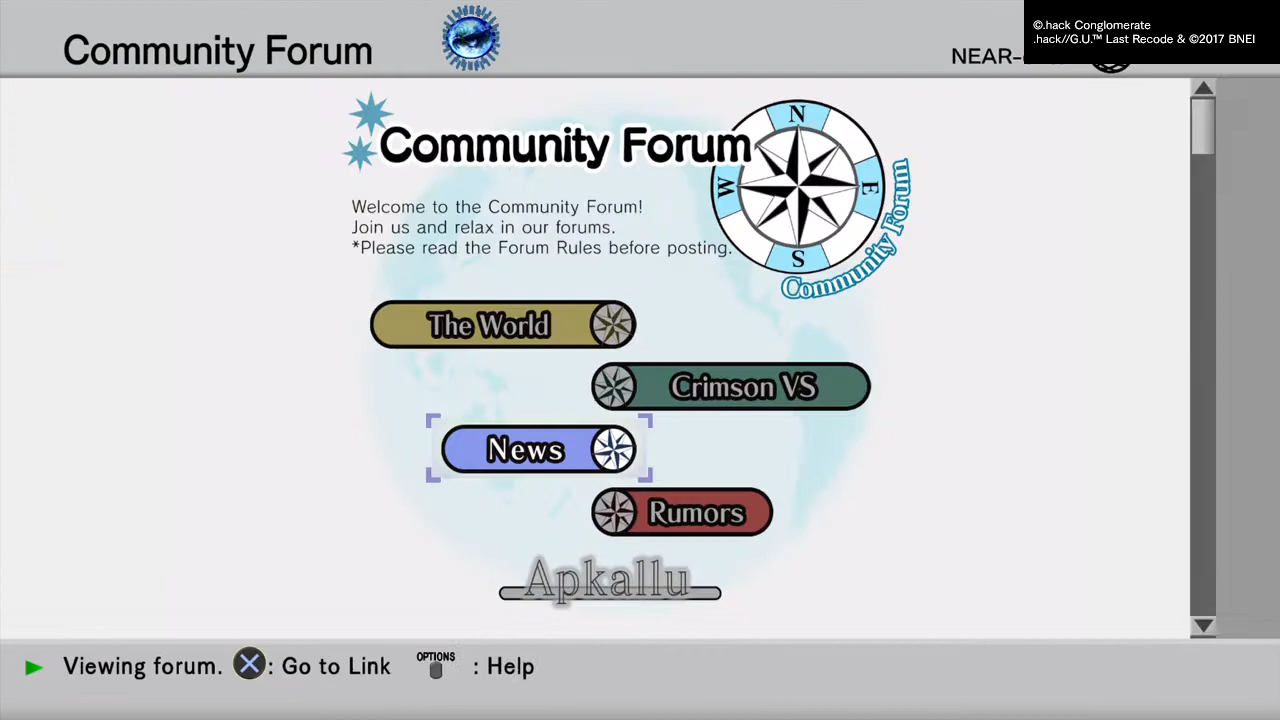 Community Forum
NEAR-
©.hack Conglomerate
.hack//G.U.™ Last Recode & ©2017 BNEI
Community Forum
N
E
S
W
Community Forum
Welcome to the Community Forum!
Join us and relax in our forums.
*Please read the Forum Rules before posting.
The World
Crimson VS
News
Rumors
Apkallu
Viewing forum. : Go to Link OPTIONS : Help